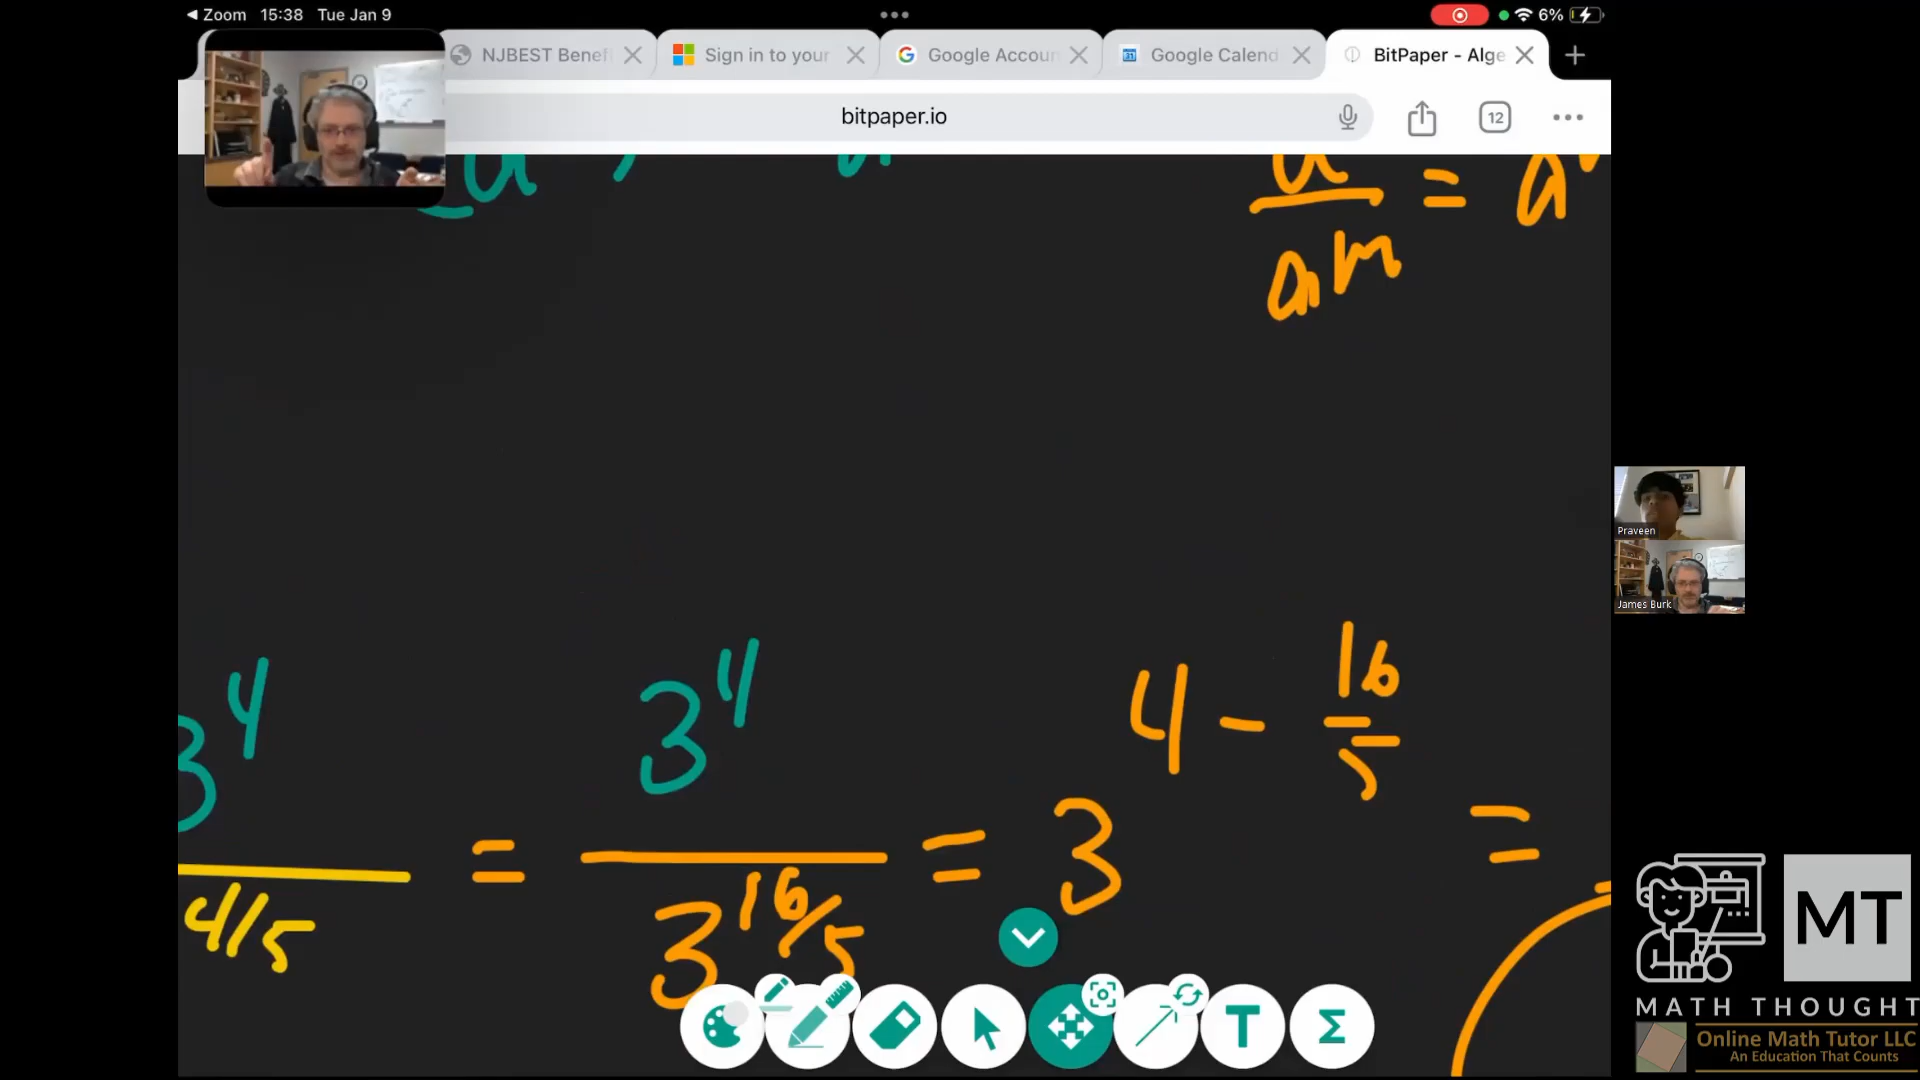 Zoom 15:38 Tue Jan 9
6%
NJBEST Benef
Sign in to your
Google Accoun
Google Calend
BitPaper - Alge
bitpaper.io
12
a
a
a
— = a
a^m
3^4
4/5
=
3^4
3^16/5
= 3^4 - 16/5 =
T
Σ
Praveen
James Burk
MT
MATH THOUGHT
Online Math Tutor LLC
An Education That Counts